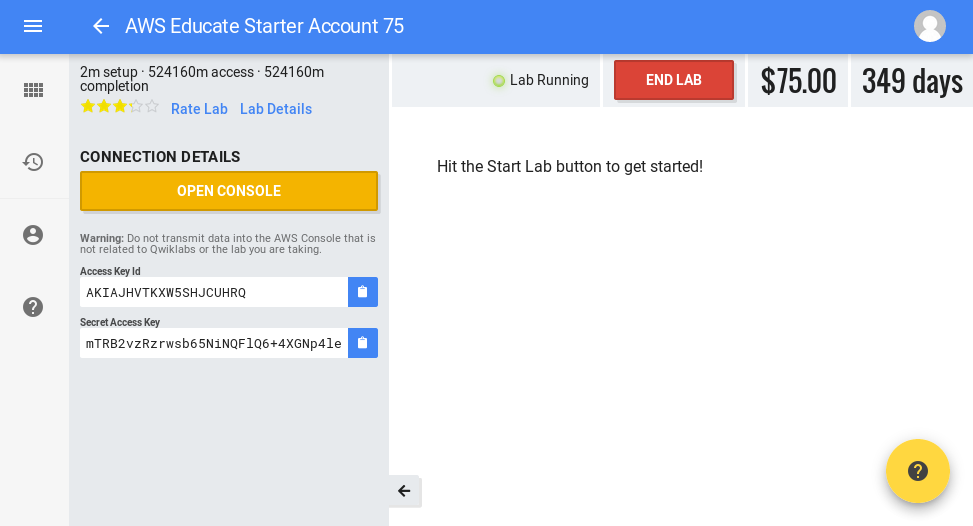 AWS Educate Starter Account 75
2m setup · 524160m access · 524160m
completion
Rate Lab Lab Details
CONNECTION DETAILS
OPEN CONSOLE
Warning: Do not transmit data into the AWS Console that is
not related to Qwiklabs or the lab you are taking.
Access Key Id
AKIAJHVTKXW5SHJCUHRQ
Secret Access Key
mTRB2vzRzrwsb65NiNQFlQ6+4XGNp4le
Lab Running
END LAB
$75.00
349 days
Hit the Start Lab button to get started!